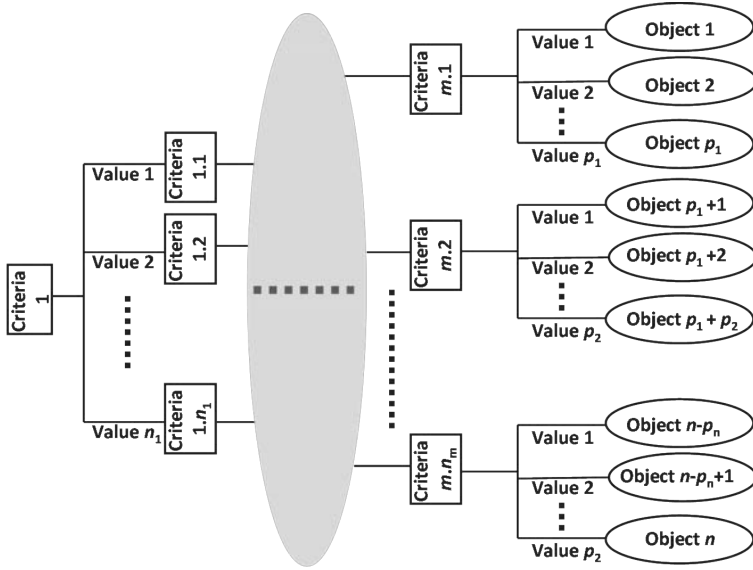 Criteria
1
Value 1
Value 2
Value n₁
Criteria
1.1
Criteria
1.2
Criteria
1.n₁
Criteria
m.1
Value 1
Value 2
Value p₁
Object 1
Object 2
Object p₁
Criteria
m.2
Value 1
Value 2
Value p₂
Object p₁ +1
Object p₁ +2
Object p₁ + p₂
Criteria
m.nₘ
Value 1
Value 2
Value p₂
Object n-pₙ
Object n-pₙ+1
Object n